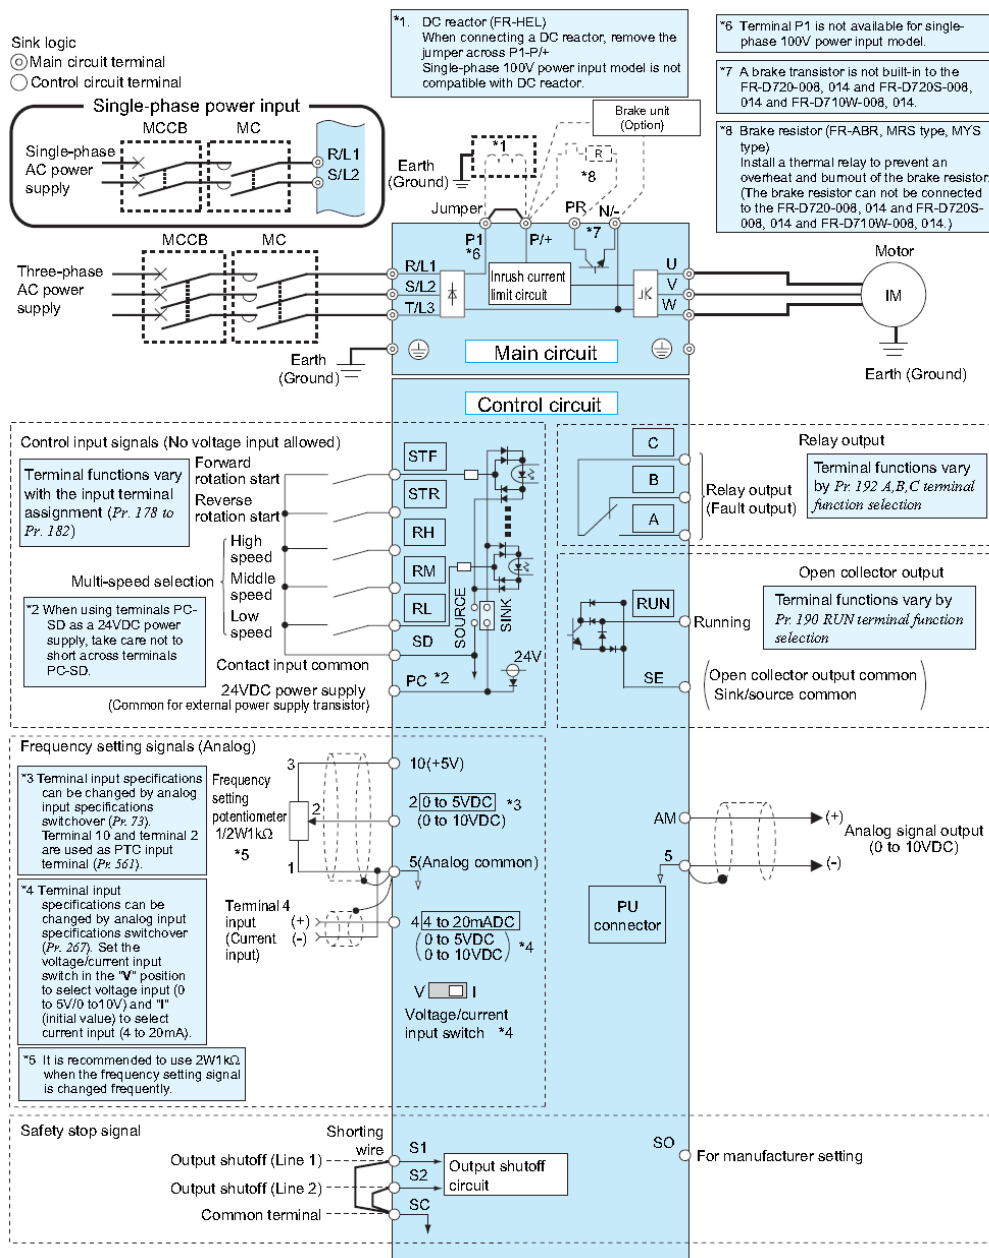 Sink logic
Main circuit terminal
Control circuit terminal
*1. DC reactor (FR-HEL)
When connecting a DC reactor, remove the
jumper across P1-P/+
Single-phase 100V power input model is not
compatible with DC reactor.
*6 Terminal P1 is not available for single-
phase 100V power input model.
*7 A brake transistor is not built-in to the
FR-D720-008, 014 and FR-D720S-008,
014 and FR-D710W-008, 014.
*8 Brake resistor (FR-ABR, MRS type, MYS
type)
Install a thermal relay to prevent an
overheat and burnout of the brake resistor.
(The brake resistor can not be connected
to the FR-D720-008, 014 and FR-D720S-
008, 014 and FR-D710W-008, 014.)
Single-phase power input
MCCB
MC
Single-phase
AC power
supply
R/L1
S/L2
Brake unit
(Option)
Earth
(Ground)
*1
R
*8
Jumper
PR
N/-
P1
*6
P/+
*7
MCCB
MC
Three-phase
AC power
supply
R/L1
S/L2
T/L3
Inrush current
limit circuit
U
V
W
Motor
IM
Earth
(Ground)
Main circuit
Earth (Ground)
Control circuit
Control input signals (No voltage input allowed)
Terminal functions vary
with the input terminal
assignment (Pr. 178 to
Pr. 182)
Forward
rotation start
Reverse
rotation start
High
speed
Multi-speed selection
Middle
speed
Low
speed
*2 When using terminals PC-
SD as a 24VDC power
supply, take care not to
short across terminals
PC-SD.
Contact input common
24VDC power supply
(Common for external power supply transistor)
STF
STR
RH
RM
RL
SD
PC *2
SOURCE
SINK
24V
C
B
A
Relay output
Relay output
(Fault output)
Terminal functions vary
by Pr. 192 A,B,C terminal
function selection
Open collector output
RUN
Running
Terminal functions vary by
Pr. 190 RUN terminal function
selection
SE
Open collector output common
Sink/source common
Frequency setting signals (Analog)
*3 Terminal input specifications
can be changed by analog
input specifications
switchover (Pr. 73).
Terminal 10 and terminal 2
are used as PTC input
terminal (Pr. 561).
Frequency
setting
potentiometer
1/2W1kΩ
*5
3
2
1
10(+5V)
2 0 to 5VDC *3
(0 to 10VDC)
5(Analog common)
*4 Terminal input
specifications can be
changed by analog input
specifications switchover
(Pr. 267). Set the
voltage/current input
switch in the "V" position
to select voltage input (0
to 5V/0 to10V) and "I"
(initial value) to select
current input (4 to 20mA).
Terminal 4
input
(Current
input)
(+)
(-)
4 4 to 20mADC
(0 to 5VDC
0 to 10VDC) *4
V I
Voltage/current
input switch *4
*5 It is recommended to use 2W1kΩ
when the frequency setting signal
is changed frequently.
AM
5
(+)
(-)
Analog signal output
(0 to 10VDC)
PU
connector
Safety stop signal
Shorting
wire
Output shutoff (Line 1)
Output shutoff (Line 2)
Common terminal
S1
S2
SC
Output shutoff
circuit
SO
For manufacturer setting